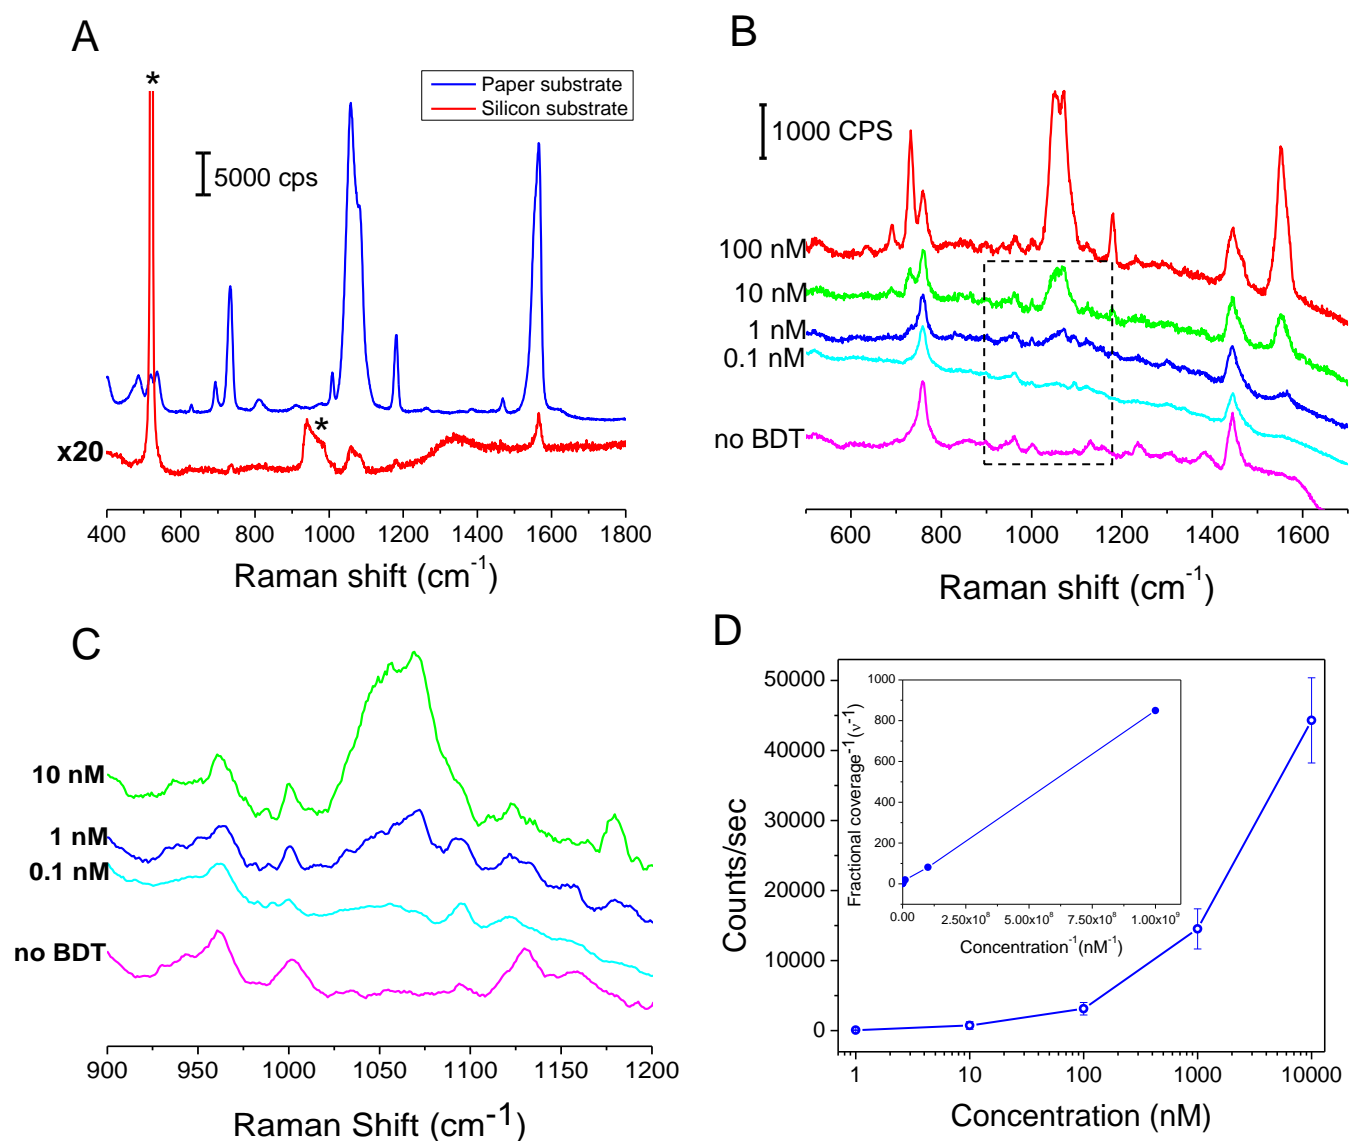 A
*
Paper substrate
Silicon substrate
5000 cps
*
x20
400 600 800 1000 1200 1400 1600 1800
Raman shift (cm-1)
B
1000 CPS
100 nM
10 nM
1 nM
0.1 nM
no BDT
600 800 1000 1200 1400 1600
Raman shift (cm-1)
C
10 nM
1 nM
0.1 nM
no BDT
900 950 1000 1050 1100 1150 1200
Raman Shift (cm-1)
D
50000
40000
30000
20000
10000
0
Counts/sec
1 10 100 1000 10000
Concentration (nM)
1000
800
600
400
200
0
Fractional coverage-1(ν-1)
0.00 2.50x10⁸ 5.00x10⁸ 7.50x10⁸ 1.00x10⁹
Concentration-1(nM-1)